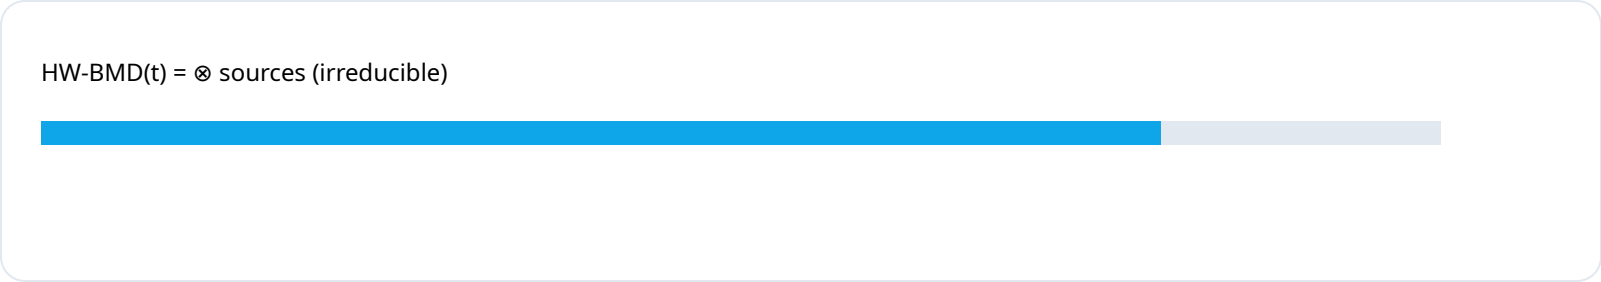 HW-BMD(t) = ⊗ sources (irreducible)